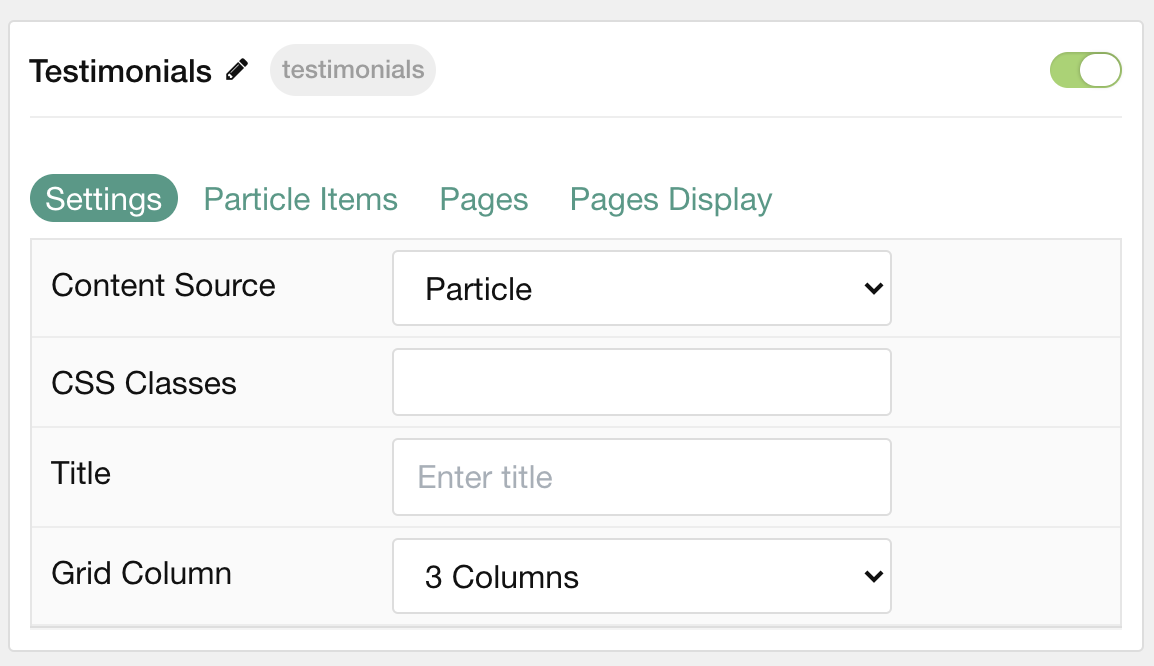 Testimonials testimonials
Settings Particle Items Pages Pages Display
Content Source Particle
CSS Classes
Title Enter title
Grid Column 3 Columns